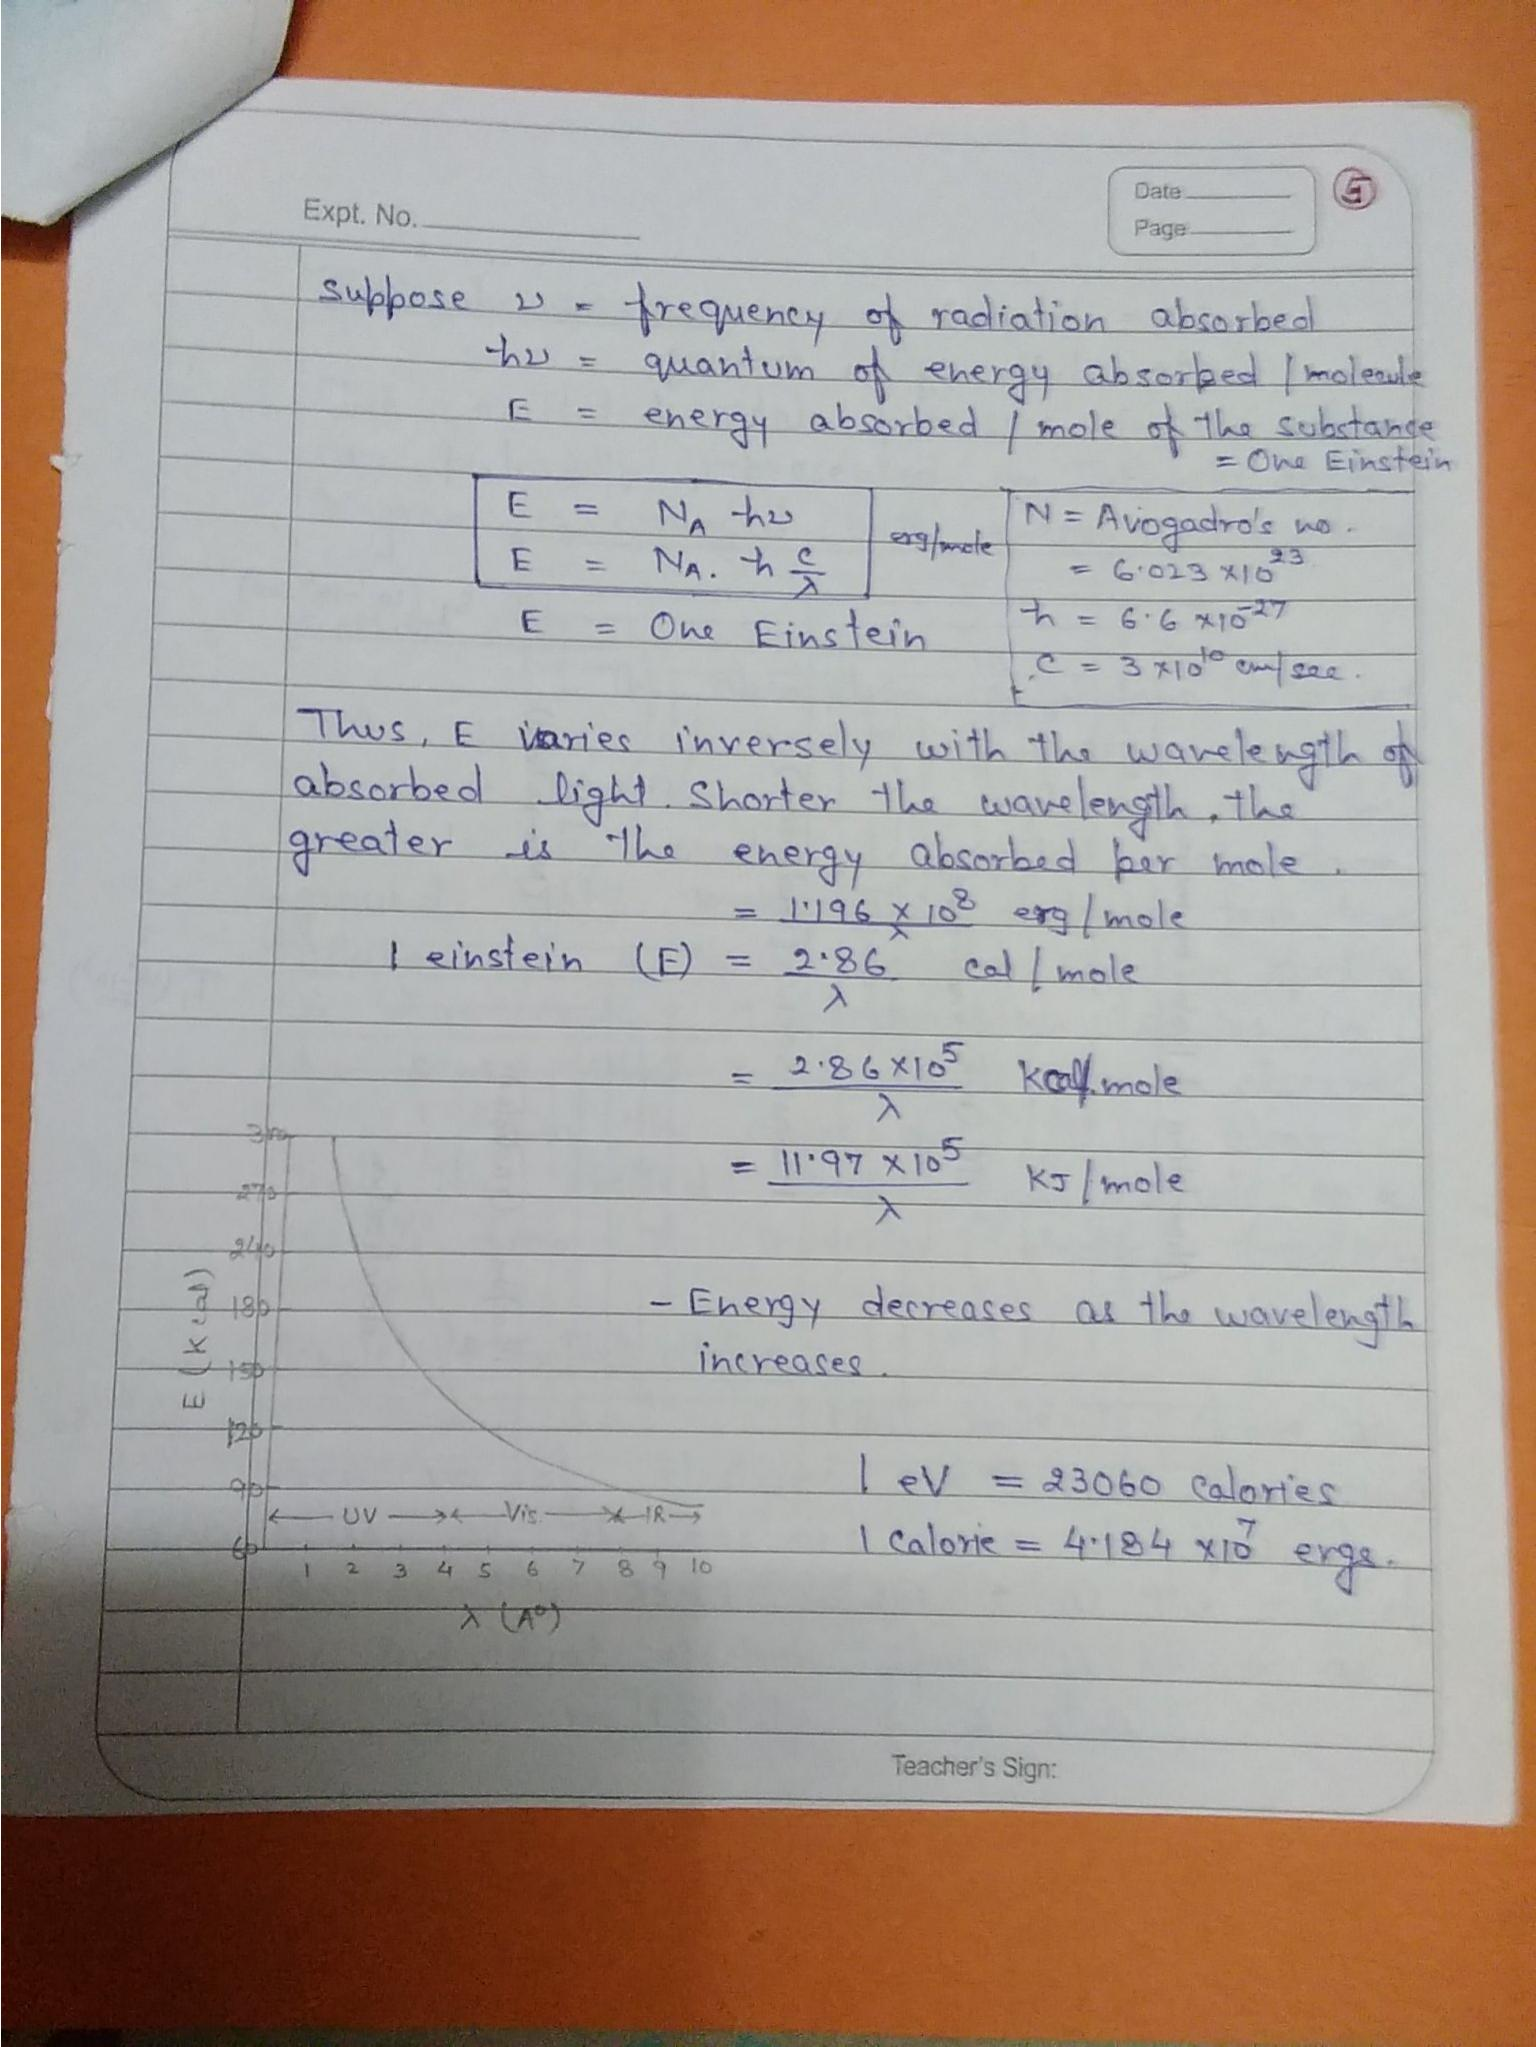 Date
5
Expt. No.
Page
suppose ν = frequency of radiation absorbed
hν = quantum of energy absorbed / molecule
E = energy absorbed / mole of the substance
= One Einstein
E = NA hν
erg/mole
E = NA. h c/λ
N = Avogadro's no.
= 6.023 x10²³
h = 6.6 x10⁻²⁷
C = 3 x10¹⁰ cm/sec.
E = One Einstein
Thus, E varies inversely with the wavelength of
absorbed light. Shorter the wavelength, the
greater is the energy absorbed per mole.
= 1.196 x 10⁸/λ erg / mole
1 einstein (E) = 2.86/λ cal / mole
= 2.86 x10⁵/λ Kcal/mole
= 11.97 x 10⁵/λ KJ / mole
- Energy decreases as the wavelength
increases.
1 eV = 23060 Calories
1 Calorie = 4.184 x10⁷ ergs.
E (K cal)
270
240
180
150
120
90
60
UV Vis. IR
1 2 3 4 5 6 7 8 9 10
λ (A°)
Teacher's Sign: